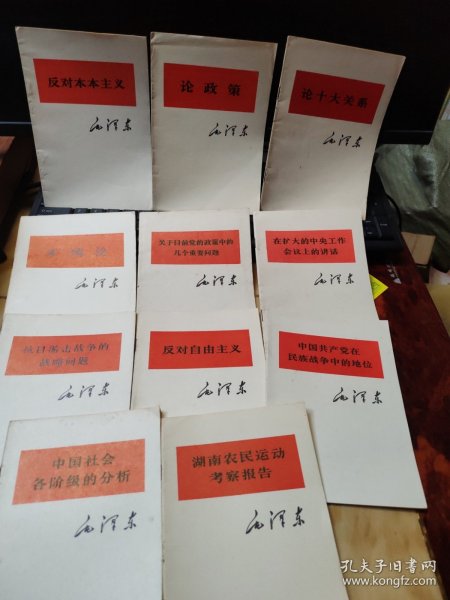 反对本本主义
毛泽东
论政策
毛泽东
论十大关系
毛泽东
毛泽东
关于目前党的政策中的
几个重要问题
毛泽东
在扩大的中央工作
会议上的讲话
毛泽东
抗日游击战争的
战略问题
毛泽东
反对自由主义
毛泽东
中国共产党在
民族战争中的地位
毛泽东
中国社会
各阶级的分析
毛泽东
湖南农民运动
考察报告
毛泽东
孔夫子旧书网
www.kongfz.com